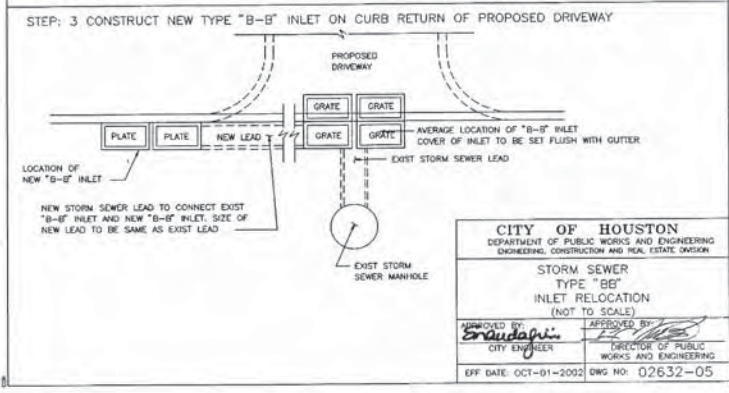 STEP: 3 CONSTRUCT NEW TYPE "B-B" INLET ON CURB RETURN OF PROPOSED DRIVEWAY
PROPOSED
DRIVEWAY
GRATE GRATE
PLATE PLATE NEW LEAD GRATE GRATE
AVERAGE LOCATION OF "B-B" INLET
COVER OF INLET TO BE SET FLUSH WITH GUTTER
EXIST STORM SEWER LEAD
LOCATION OF
NEW "B-B" INLET
NEW STORM SEWER LEAD TO CONNECT EXIST
"B-B" INLET AND NEW "B-B" INLET. SIZE OF
NEW LEAD TO BE SAME AS EXIST LEAD
EXIST STORM
SEWER MANHOLE
CITY OF HOUSTON
DEPARTMENT OF PUBLIC WORKS AND ENGINEERING
ENGINEERING, CONSTRUCTION AND REAL ESTATE DIVISION
STORM SEWER
TYPE "BB"
INLET RELOCATION
(NOT TO SCALE)
APPROVED BY:
CITY ENGINEER
APPROVED BY:
DIRECTOR OF PUBLIC
WORKS AND ENGINEERING
EFF DATE: OCT-01-2002
DWG NO: 02632-05